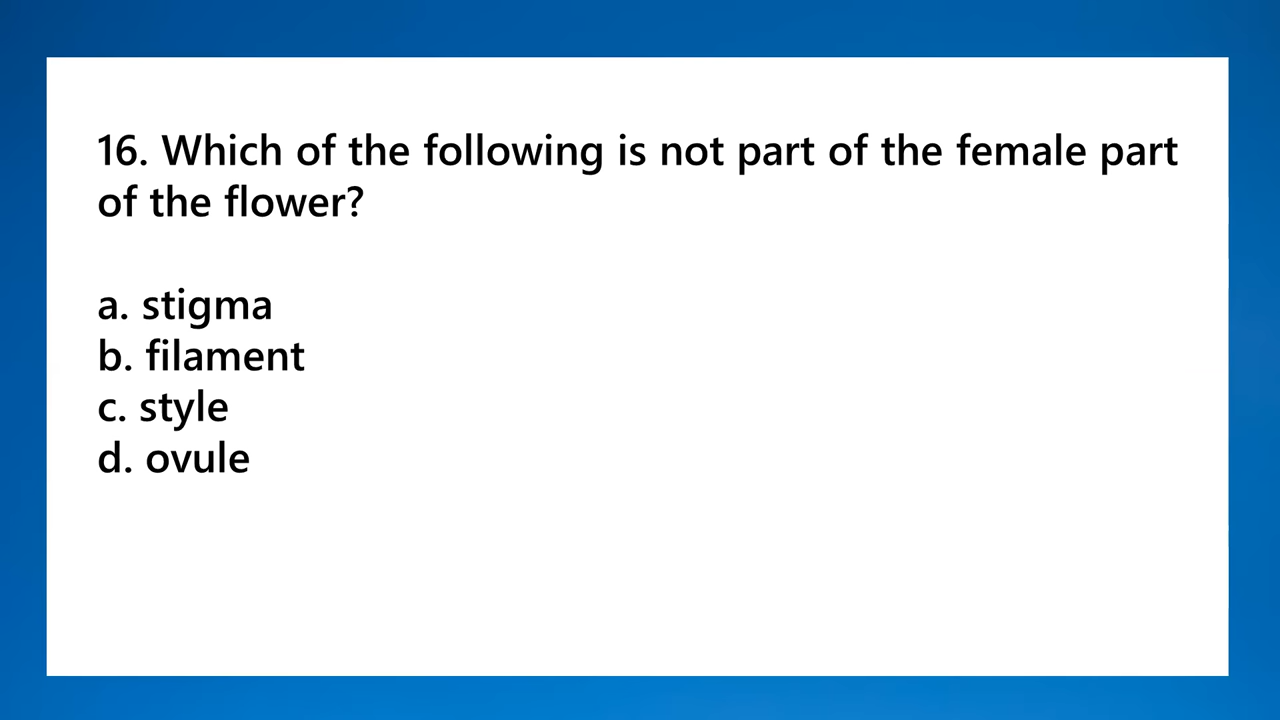 16. Which of the following is not part of the female part
of the flower?
a. stigma
b. filament
c. style
d. ovule